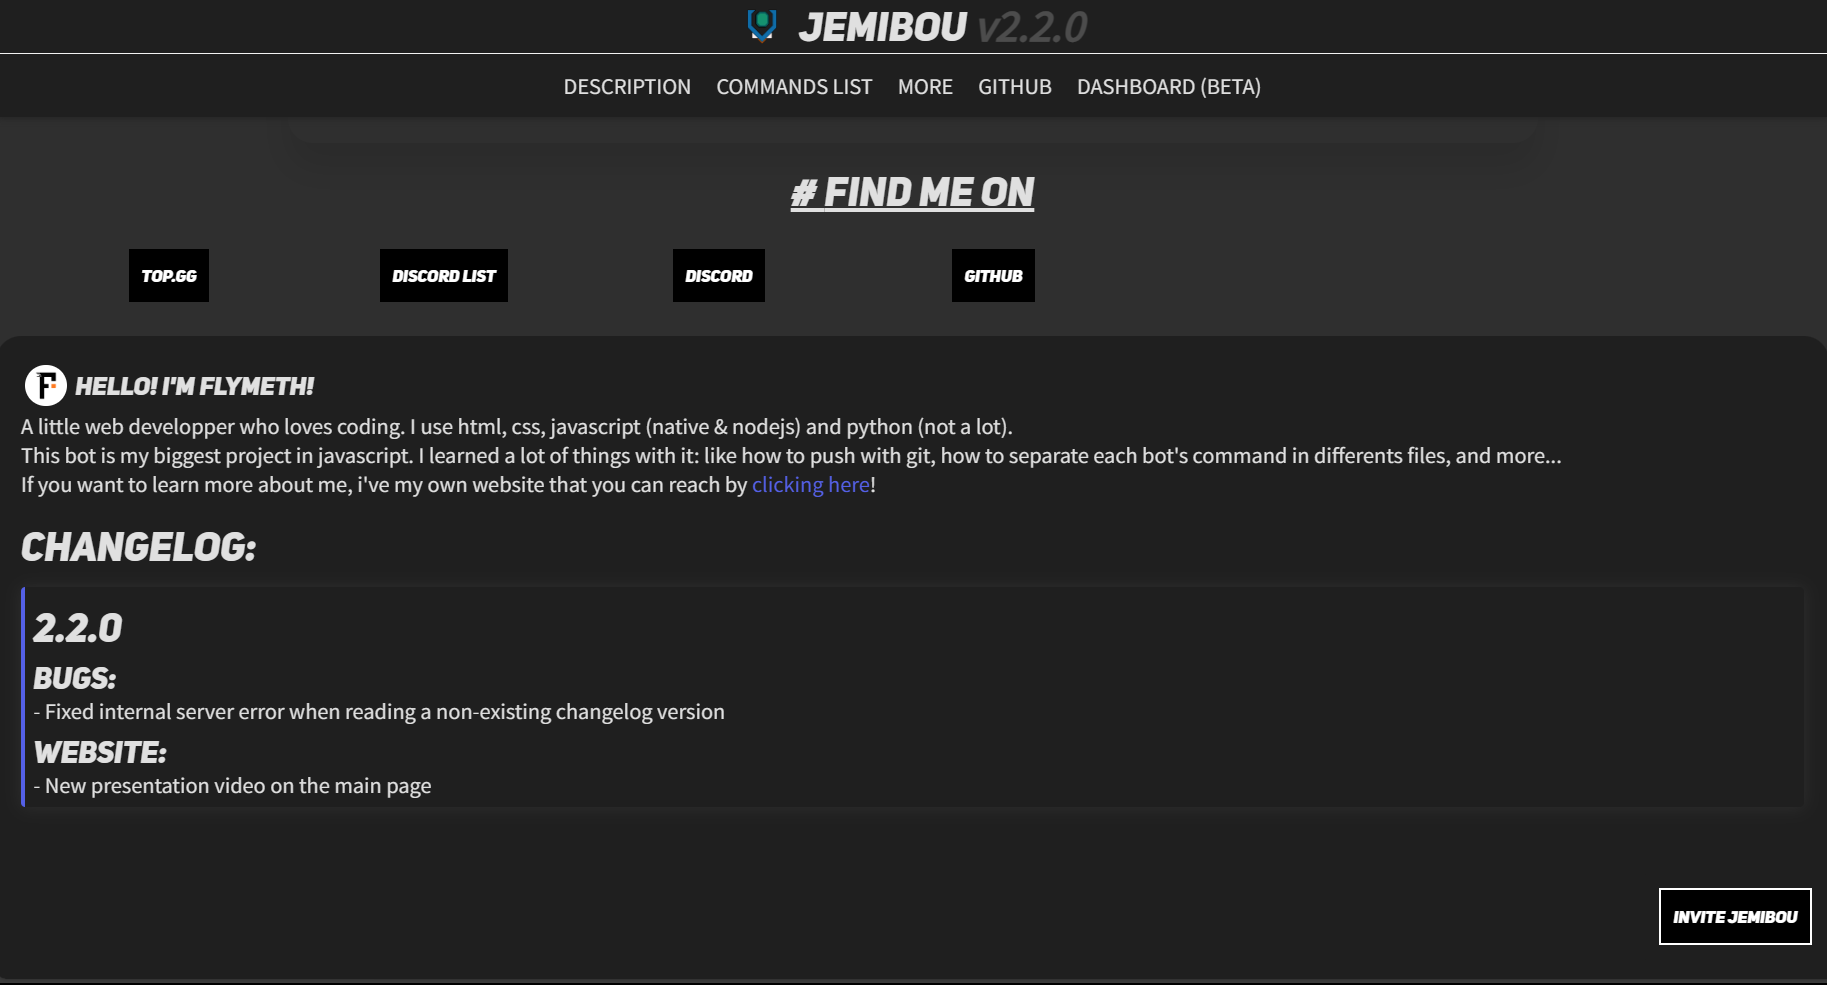 JEMIBOU v2.2.0
DESCRIPTION COMMANDS LIST MORE GITHUB DASHBOARD (BETA)
# FIND ME ON
TOP.GG DISCORD LIST DISCORD GITHUB
F HELLO! I'M FLYMETH!
A little web developper who loves coding. I use html, css, javascript (native & nodejs) and python (not a lot).
This bot is my biggest project in javascript. I learned a lot of things with it: like how to push with git, how to separate each bot's command in differents files, and more...
If you want to learn more about me, i've my own website that you can reach by clicking here!
CHANGELOG:
2.2.0
BUGS:
- Fixed internal server error when reading a non-existing changelog version
WEBSITE:
- New presentation video on the main page
INVITE JEMIBOU